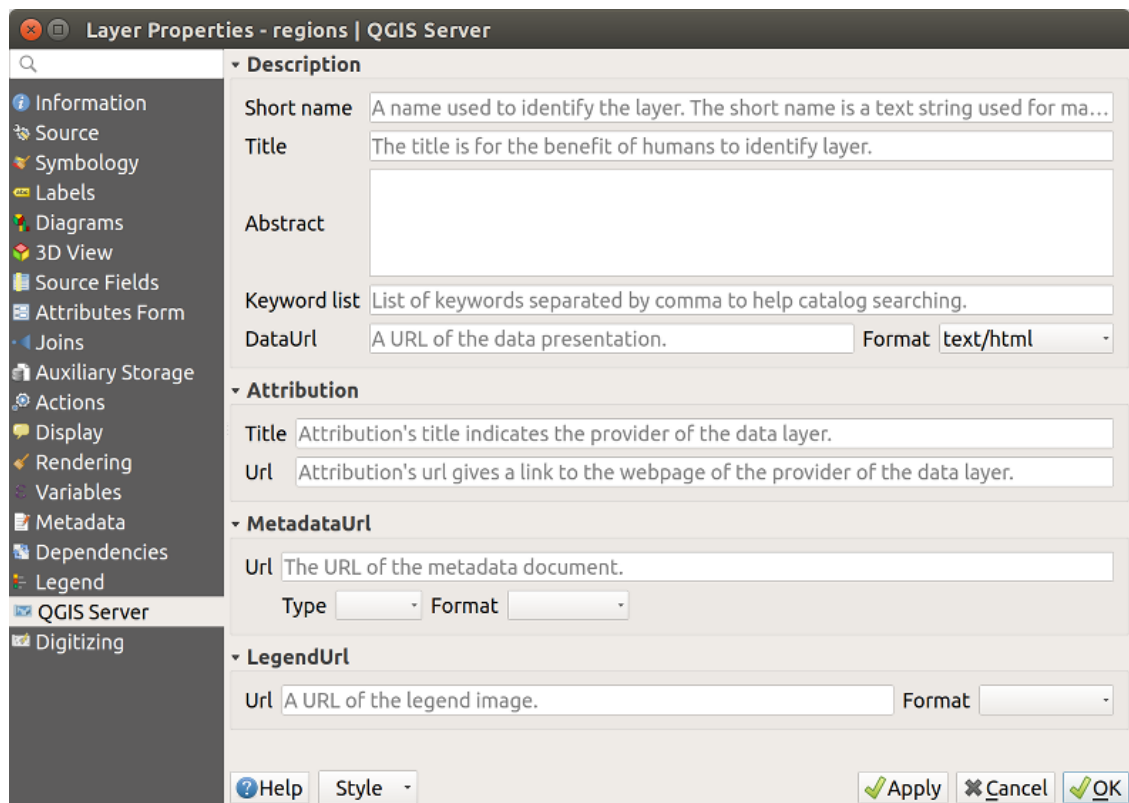 Layer Properties - regions | QGIS Server
Information
Source
Symbology
Labels
Diagrams
3D View
Source Fields
Attributes Form
Joins
Auxiliary Storage
Actions
Display
Rendering
Variables
Metadata
Dependencies
Legend
QGIS Server
Digitizing
Description
Short name A name used to identify the layer. The short name is a text string used for ma...
Title The title is for the benefit of humans to identify layer.
Abstract
Keyword list List of keywords separated by comma to help catalog searching.
DataUrl A URL of the data presentation. Format text/html
Attribution
Title Attribution's title indicates the provider of the data layer.
Url Attribution's url gives a link to the webpage of the provider of the data layer.
MetadataUrl
Url The URL of the metadata document.
Type Format
LegendUrl
Url A URL of the legend image. Format
Help Style Apply Cancel OK